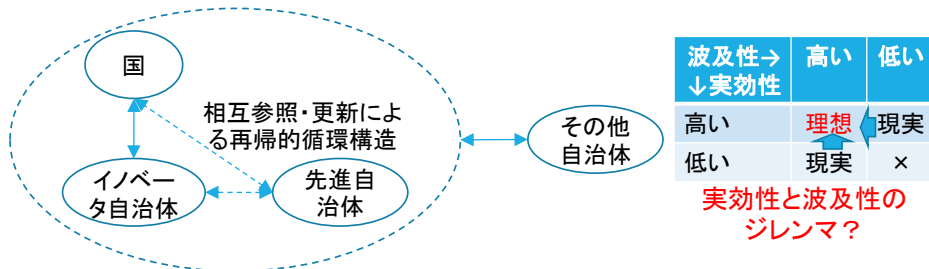 国
相互参照・更新によ
る再帰的循環構造
イノベー
タ自治体
先進自
治体
その他
自治体
波及性→ 高い 低い
↓実効性
高い 理想 現実
低い 現実 ×
実効性と波及性の
ジレンマ？